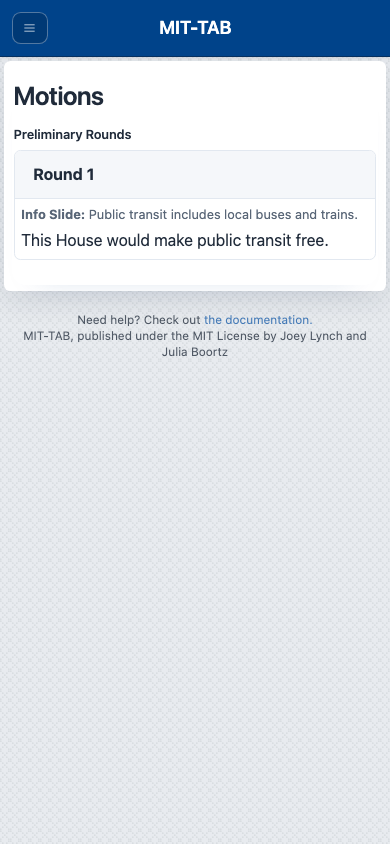 MIT-TAB
Motions
Preliminary Rounds
Round 1
Info Slide: Public transit includes local buses and trains.
This House would make public transit free.
Need help? Check out the documentation.
MIT-TAB, published under the MIT License by Joey Lynch and
Julia Boortz